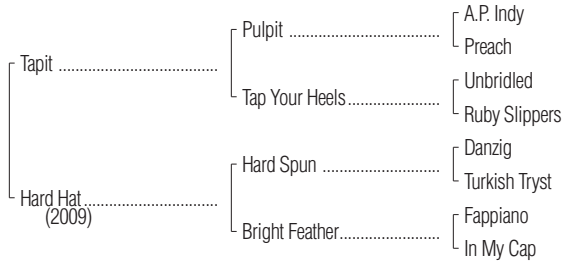 A.P. Indy
Pulpit ........................................
Preach
Tapit ..........................................
Unbridled
Tap Your Heels........................
Ruby Slippers
Danzig
Hard Spun ...............................
Turkish Tryst
Hard Hat...................................
(2009)
Fappiano
Bright Feather..........................
In My Cap